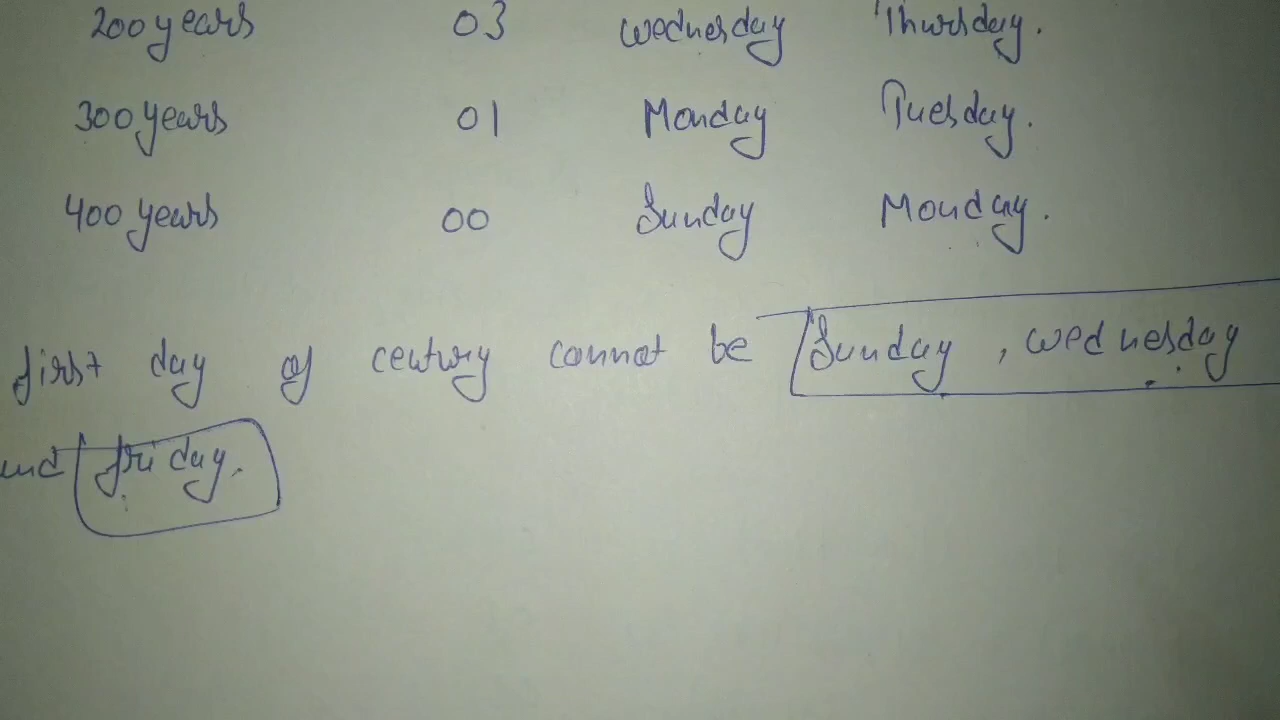 200 years 03 Wednesday Thursday.
300 years 01 Monday Tuesday.
400 years 00 Sunday Monday.
first day of century cannot be Sunday, Wednesday
and friday.